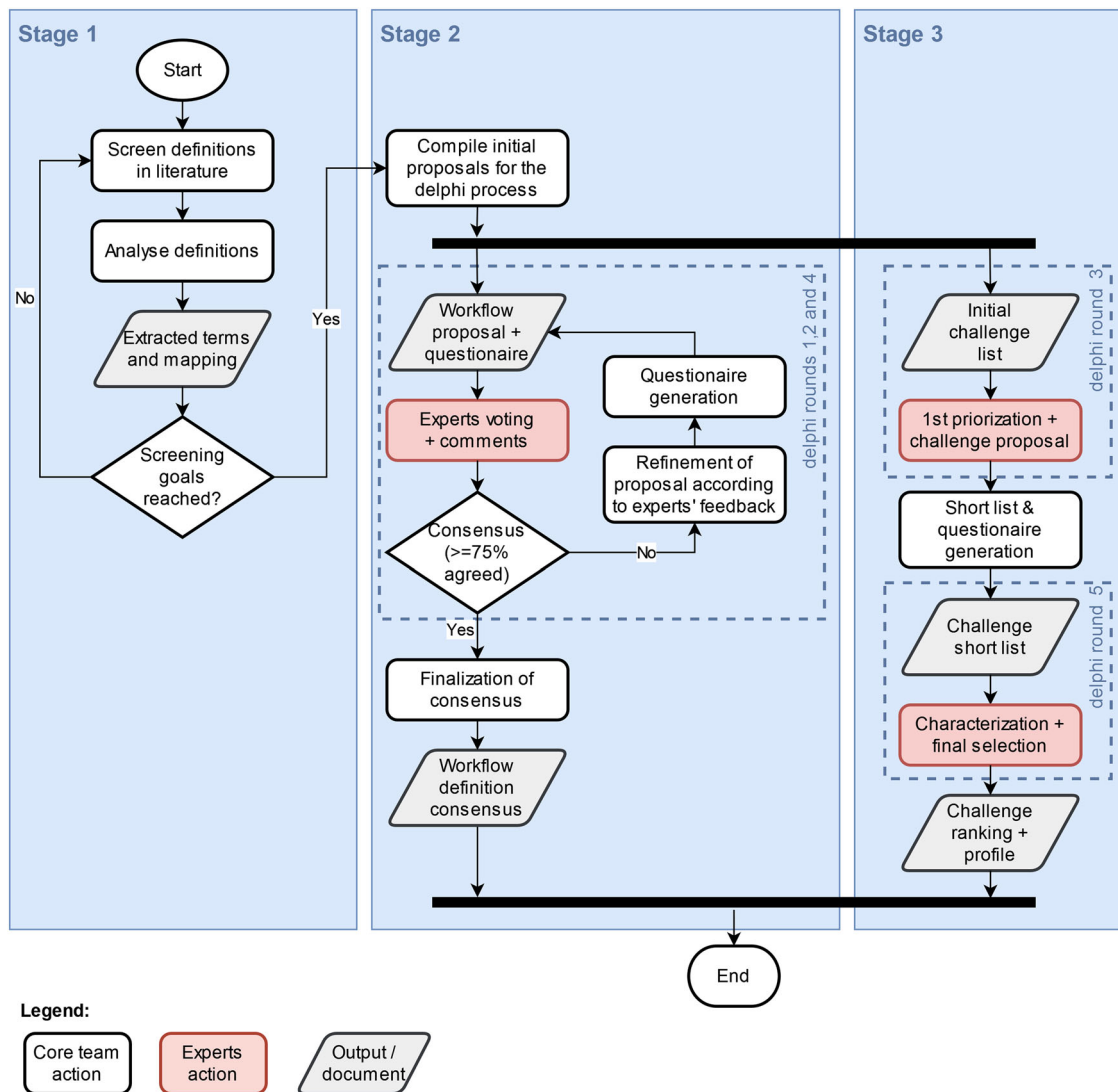 Stage 1
Start
Screen definitions
in literature
Analyse definitions
Extracted terms
and mapping
Screening
goals
reached?
No
Yes
Stage 2
Compile initial
proposals for the
delphi process
delphi rounds 1,2 and 4
Workflow
proposal +
questionaire
Experts voting
+ comments
Consensus
(>=75%
agreed)
No
Refinement of
proposal according
to experts' feedback
Questionaire
generation
Yes
Finalization of
consensus
Workflow
definition
consensus
Stage 3
delphi round 3
Initial
challenge
list
1st priorization +
challenge proposal
Short list &
questionaire
generation
delphi round 5
Challenge
short list
Characterization +
final selection
Challenge
ranking +
profile
End
Legend:
Core team
action
Experts
action
Output /
document